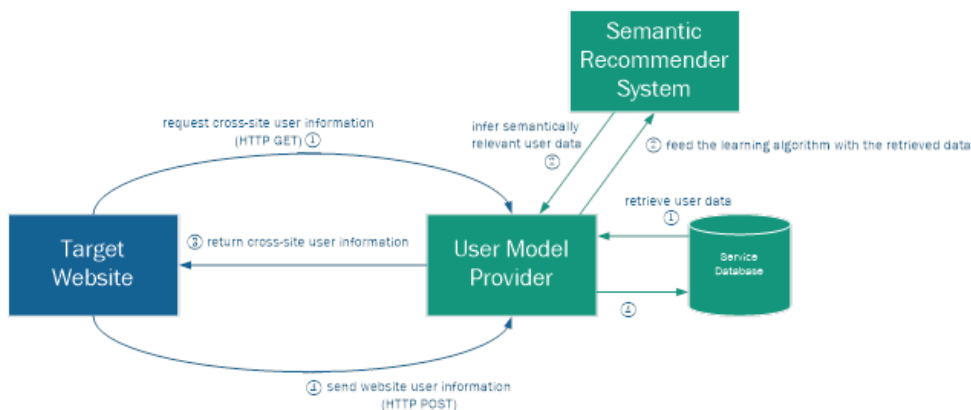 Semantic
Recommender
System
request cross-site user information
(HTTP GET) ①
infer semantically
relevant user data
②
② feed the learning algorithm with the retrieved data
retrieve user data
①
Target
Website
③ return cross-site user information
User Model
Provider
Service
Database
④
④ send website user information
(HTTP POST)